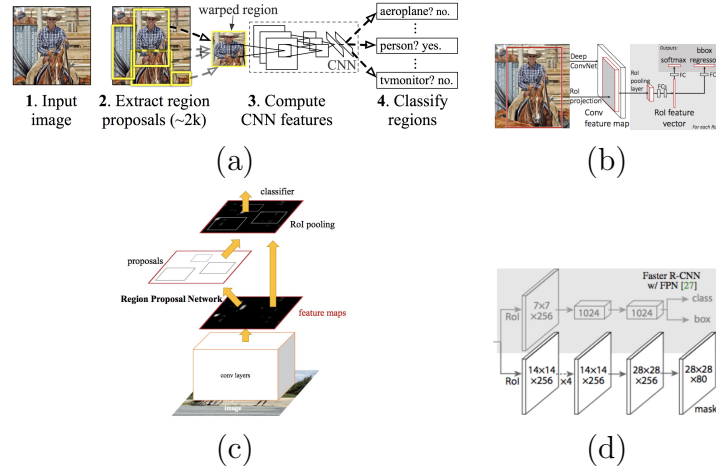 warped region
aeroplane? no.
person? yes.
CNN
tvmonitor? no.
1. Input
image
2. Extract region
proposals (~2k)
3. Compute
CNN features
4. Classify
regions
(a)
Outputs:
softmax
bbox
regressor
Deep
ConvNet
RoI
projection
RoI
pooling
layer
FC
FC
FCs
Conv
feature map
RoI feature
vector
For each RoI
(b)
classifier
RoI pooling
proposals
Region Proposal Network
feature maps
conv layers
image
(c)
Faster R-CNN
w/ FPN [27]
RoI
7×7
×256
1024
1024
class
box
RoI
14×14
×256
×4
14×14
×256
28×28
×256
28×28
×80
mask
(d)